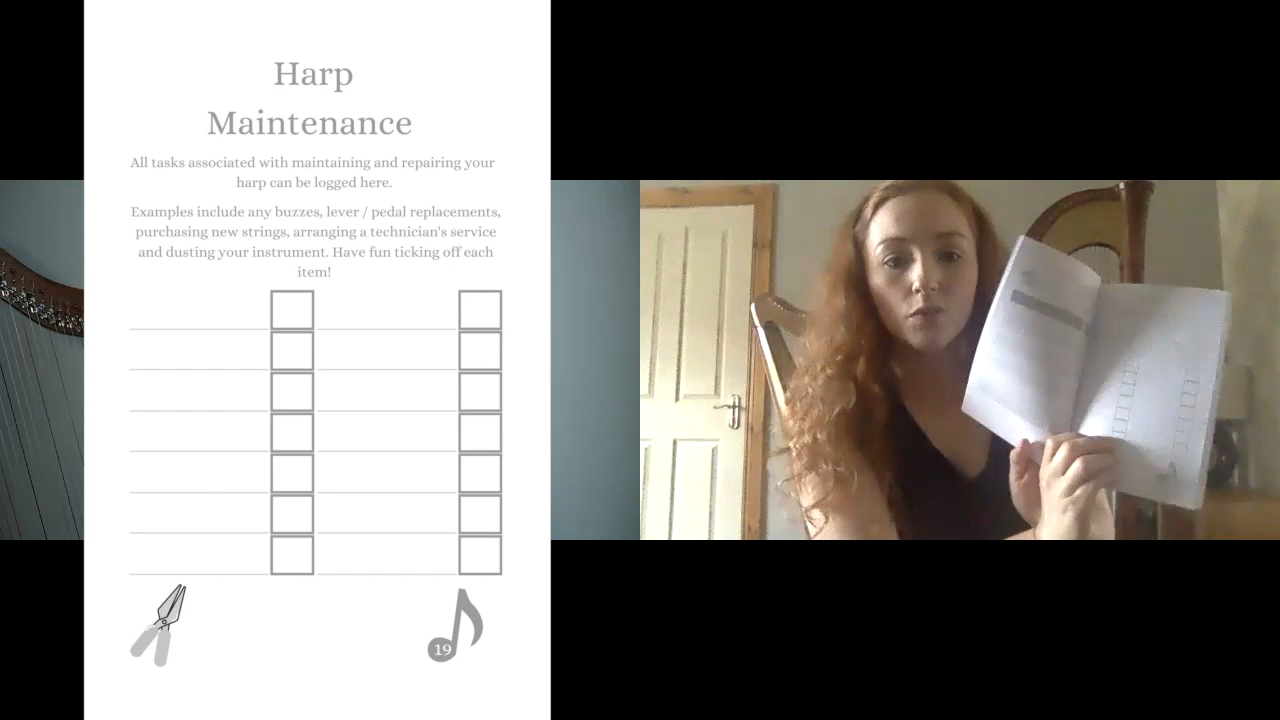 Harp
Maintenance
All tasks associated with maintaining and repairing your
harp can be logged here.
Examples include any buzzes, lever / pedal replacements,
purchasing new strings, arranging a technician's service
and dusting your instrument. Have fun ticking off each
item!
19